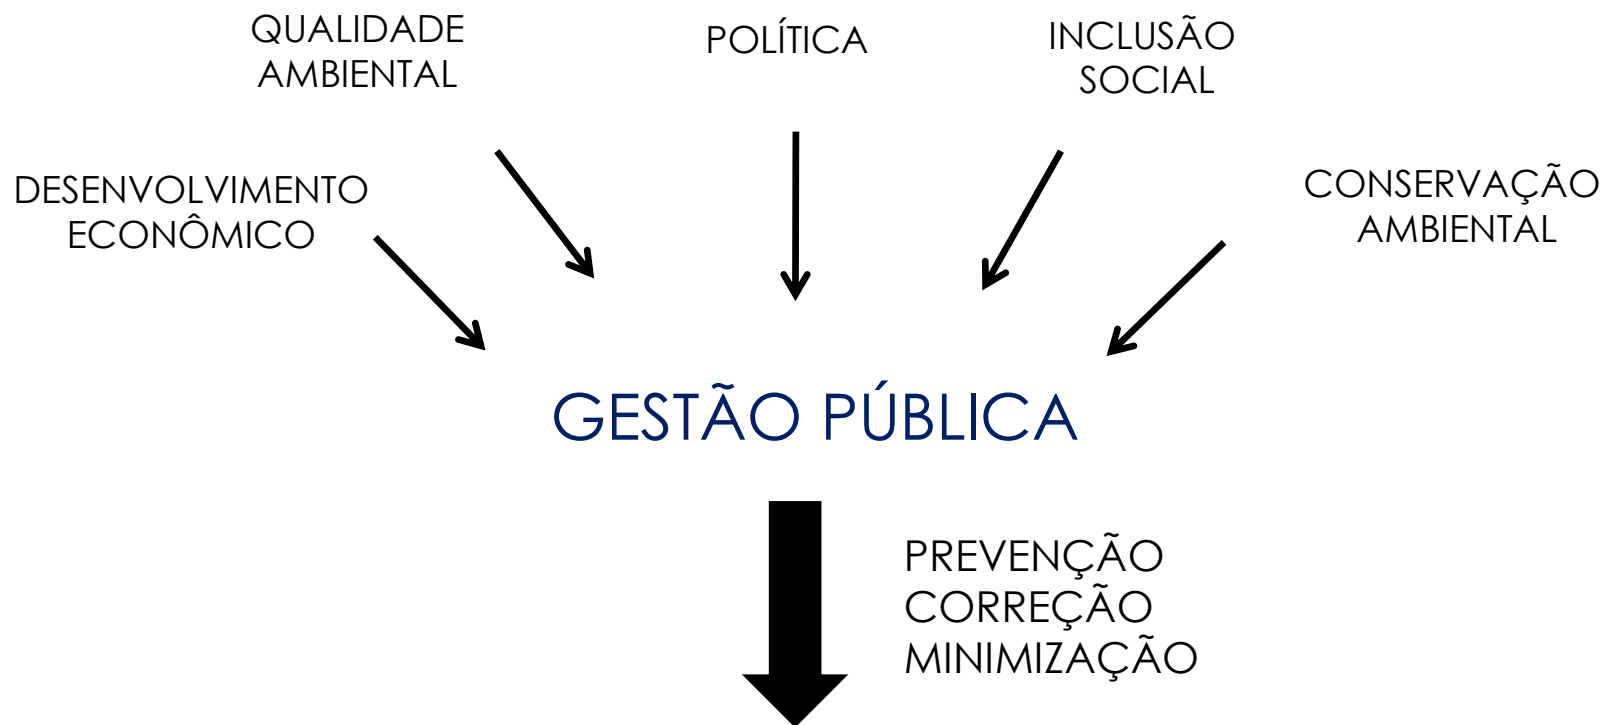 QUALIDADE
AMBIENTAL
POLÍTICA
INCLUSÃO
SOCIAL
DESENVOLVIMENTO
ECONÔMICO
CONSERVAÇÃO
AMBIENTAL
GESTÃO PÚBLICA
PREVENÇÃO
CORREÇÃO
MINIMIZAÇÃO